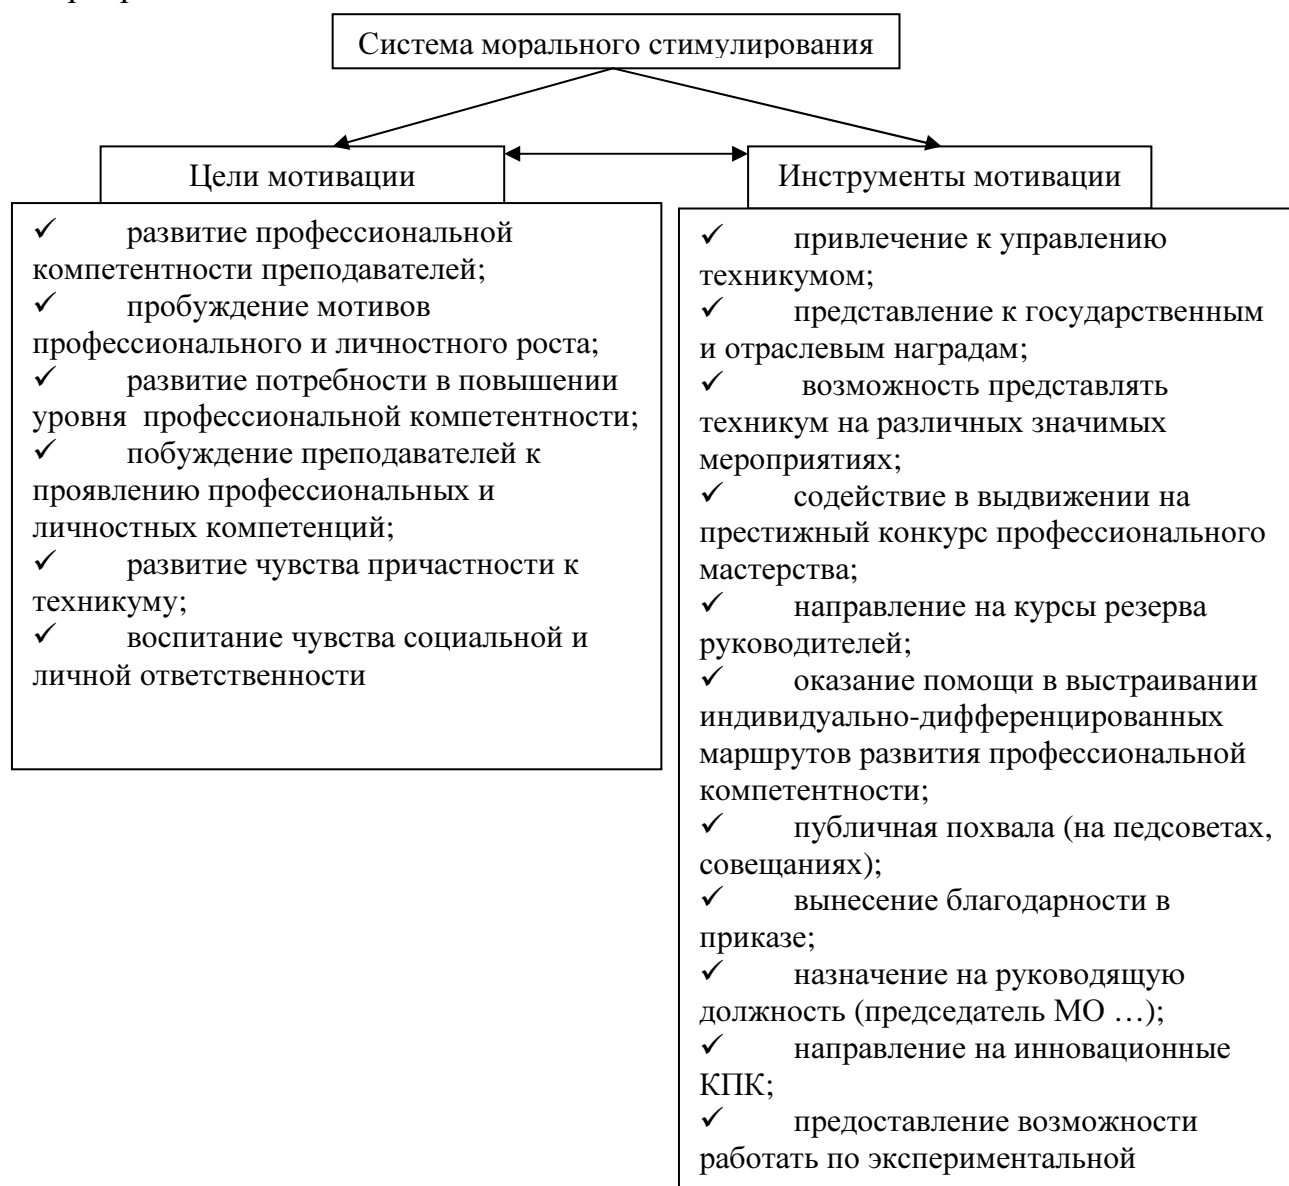 Система морального стимулирования
Цели мотивации
✓ развитие профессиональной
компетентности преподавателей;
✓ пробуждение мотивов
профессионального и личностного роста;
✓ развитие потребности в повышении
уровня профессиональной компетентности;
✓ побуждение преподавателей к
проявлению профессиональных и
личностных компетенций;
✓ развитие чувства причастности к
техникуму;
✓ воспитание чувства социальной и
личной ответственности
Инструменты мотивации
✓ привлечение к управлению
техникумом;
✓ представление к государственным
и отраслевым наградам;
✓ возможность представлять
техникум на различных значимых
мероприятиях;
✓ содействие в выдвижении на
престижный конкурс профессионального
мастерства;
✓ направление на курсы резерва
руководителей;
✓ оказание помощи в выстраивании
индивидуально-дифференцированных
маршрутов развития профессиональной
компетентности;
✓ публичная похвала (на педсоветах,
совещаниях);
✓ вынесение благодарности в
приказе;
✓ назначение на руководящую
должность (председатель МО …);
✓ направление на инновационные
КПК;
✓ предоставление возможности
работать по экспериментальной